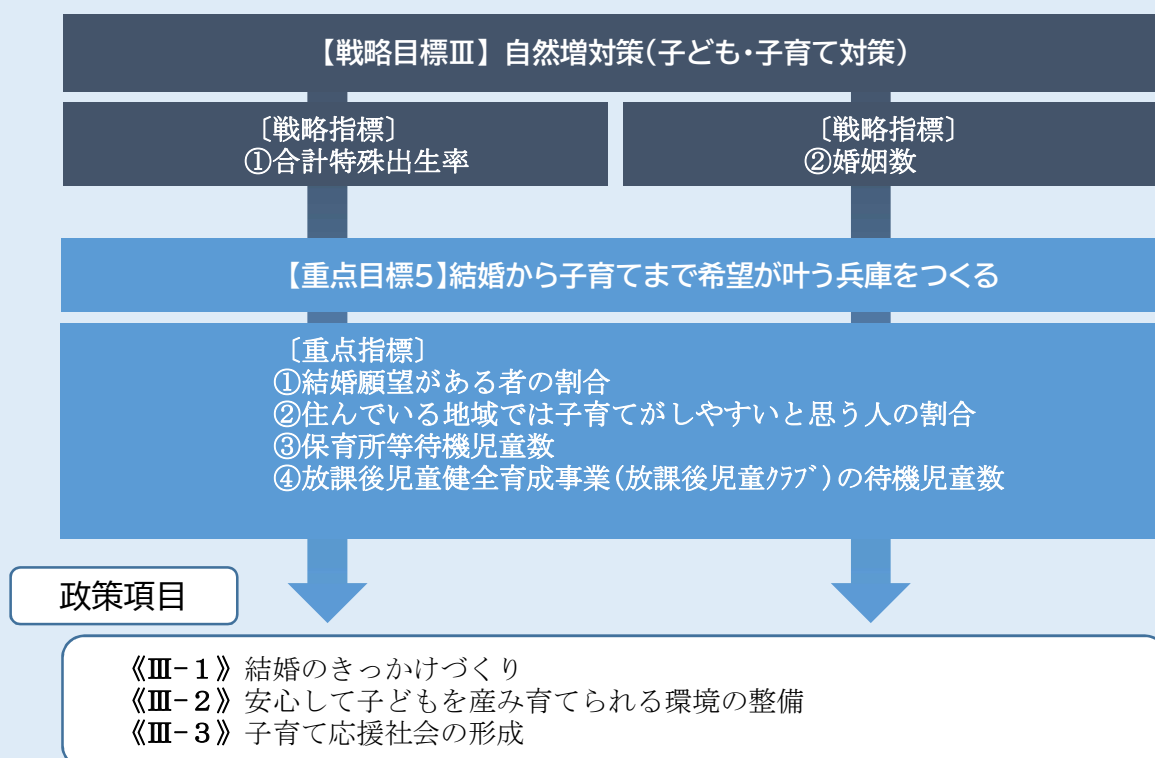 【戦略目標Ⅲ】自然増対策(子ども・子育て対策)
〔戦略指標〕
①合計特殊出生率
〔戦略指標〕
②婚姻数
【重点目標5】結婚から子育てまで希望が叶う兵庫をつくる
〔重点指標〕
①結婚願望がある者の割合
②住んでいる地域では子育てがしやすいと思う人の割合
③保育所等待機児童数
④放課後児童健全育成事業(放課後児童ｸﾗﾌﾞ)の待機児童数
政策項目
《Ⅲ-1》結婚のきっかけづくり
《Ⅲ-2》安心して子どもを産み育てられる環境の整備
《Ⅲ-3》子育て応援社会の形成